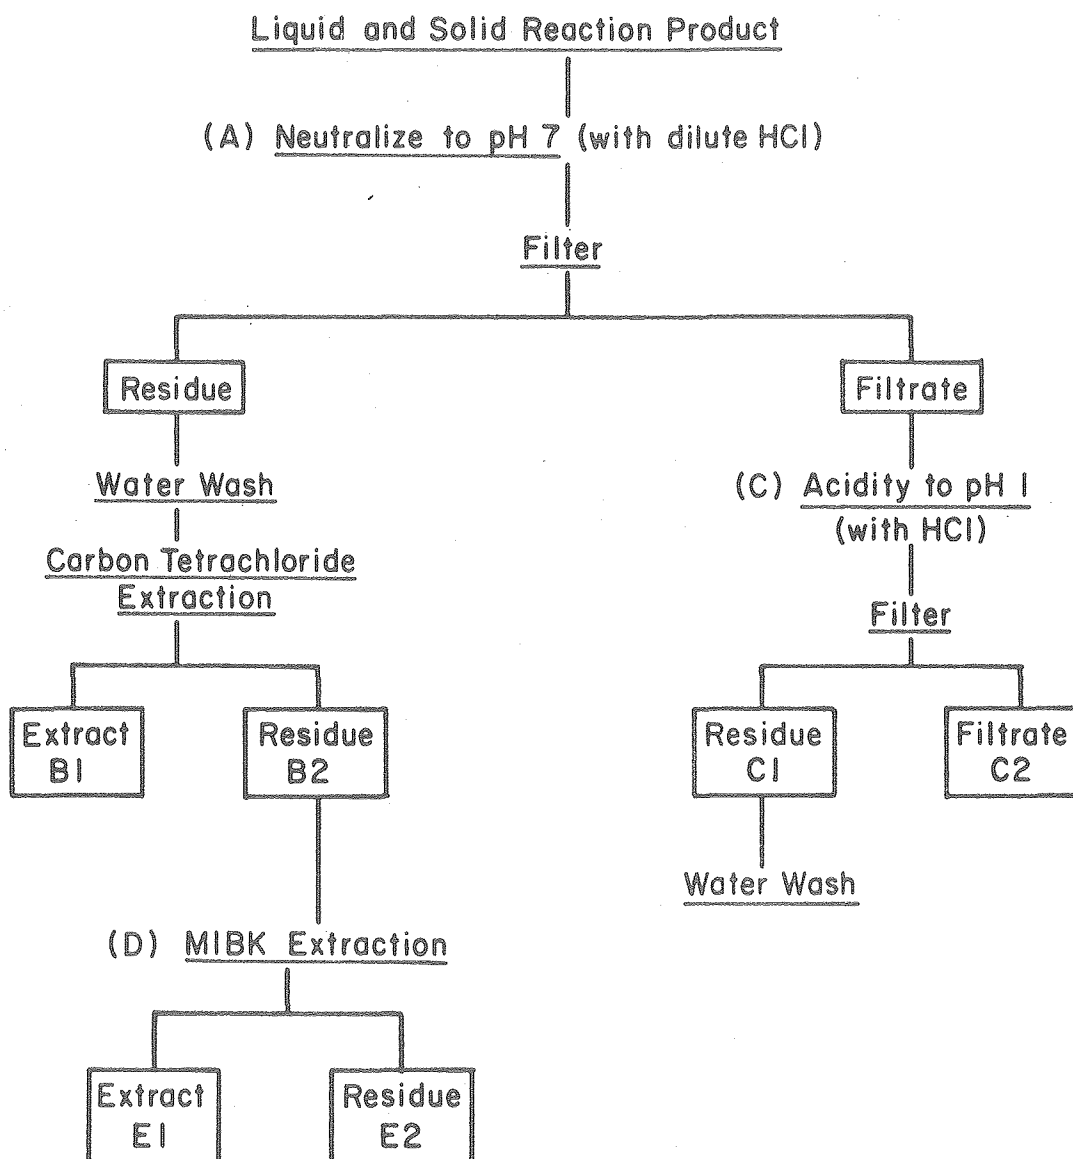 Liquid and Solid Reaction Product
(A) Neutralize to pH 7 (with dilute HCl)
Filter
Residue
Filtrate
Water Wash
(C) Acidity to pH 1
(with HCl)
Carbon Tetrachloride
Extraction
Filter
Extract
B1
Residue
B2
Residue
C1
Filtrate
C2
Water Wash
(D) MIBK Extraction
Extract
E1
Residue
E2